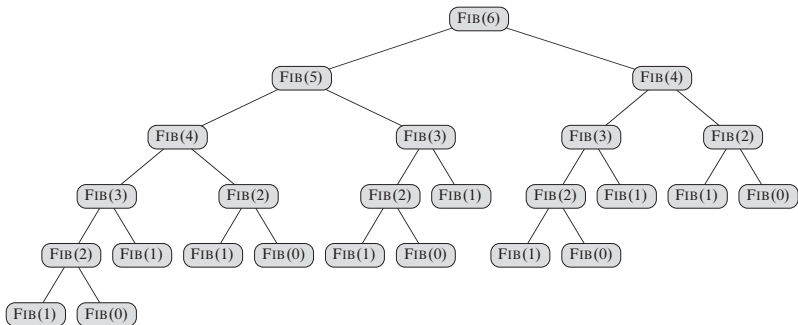 FIB(6)
FIB(5) FIB(4)
FIB(4) FIB(3) FIB(3) FIB(2)
FIB(3) FIB(2) FIB(2) FIB(1) FIB(2) FIB(1) FIB(1) FIB(0)
FIB(2) FIB(1) FIB(1) FIB(0) FIB(1) FIB(0) FIB(1) FIB(0)
FIB(1) FIB(0)